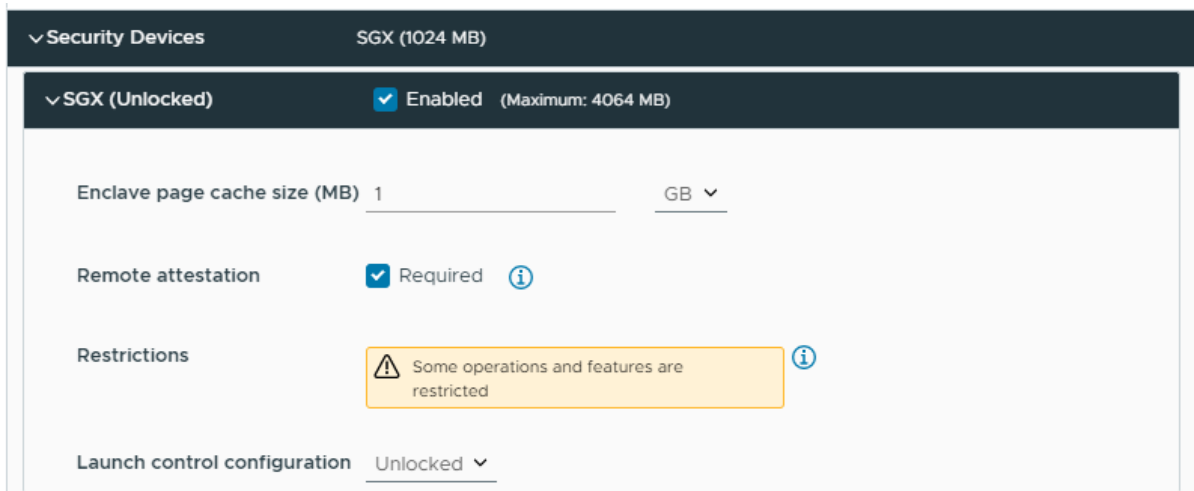 Security Devices SGX (1024 MB)
SGX (Unlocked) Enabled (Maximum: 4064 MB)
Enclave page cache size (MB) 1 GB
Remote attestation Required
Restrictions
Some operations and features are
restricted
Launch control configuration Unlocked